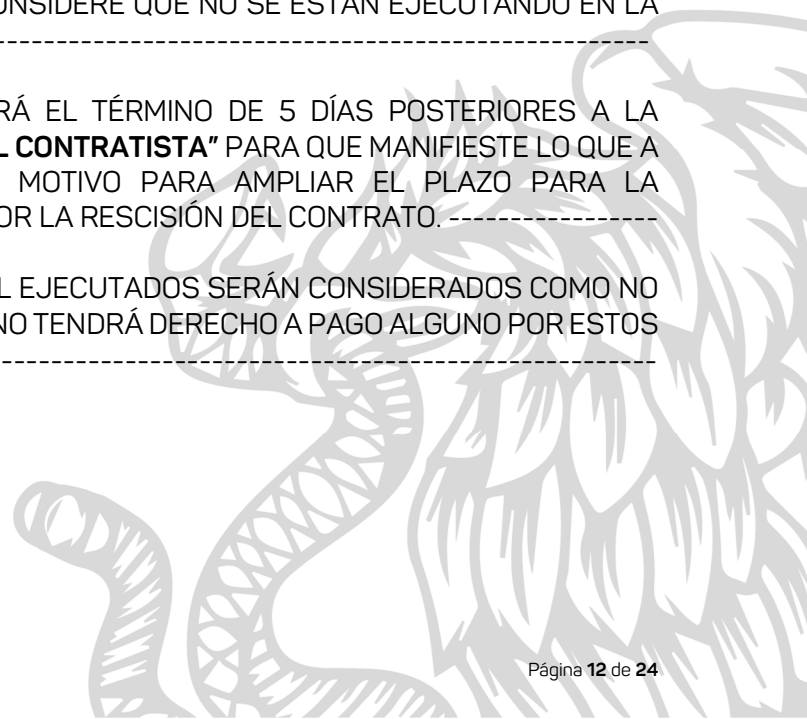 ONSIDERE QUE NO SE ESTÁN EJECUTANDO EN LA
-----------------------------------------------------
RÁ EL TÉRMINO DE 5 DÍAS POSTERIORES A LA
L CONTRATISTA” PARA QUE MANIFIESTE LO QUE A
MOTIVO PARA AMPLIAR EL PLAZO PARA LA
OR LA RESCISIÓN DEL CONTRATO. -----------------
L EJECUTADOS SERÁN CONSIDERADOS COMO NO
NO TENDRÁ DERECHO A PAGO ALGUNO POR ESTOS
------------------------------------------------------
Página 12 de 24